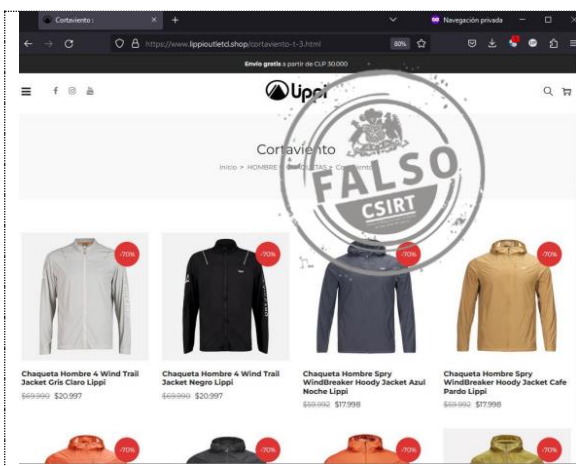 Cortaviento :
Navegación privada
https://www.lippioutletcl.shop/cortaviento-t-3.html
80%
Envío gratis a partir de CLP 30.000
Lippi
Cortaviento
FALSO
CSIRT
-70%
-70%
-70%
-70%
Chaqueta Hombre 4 Wind Trail
Jacket Gris Claro Lippi
$69.990 $20.997
Chaqueta Hombre 4 Wind Trail
Jacket Negro Lippi
$69.990 $20.997
Chaqueta Hombre Spry
WindBreaker Hoody Jacket Azul
Noche Lippi
$59.992 $17.998
Chaqueta Hombre Spry
WindBreaker Hoody Jacket Cafe
Pardo Lippi
$59.992 $17.998
-70%
-70%
-70%
-70%